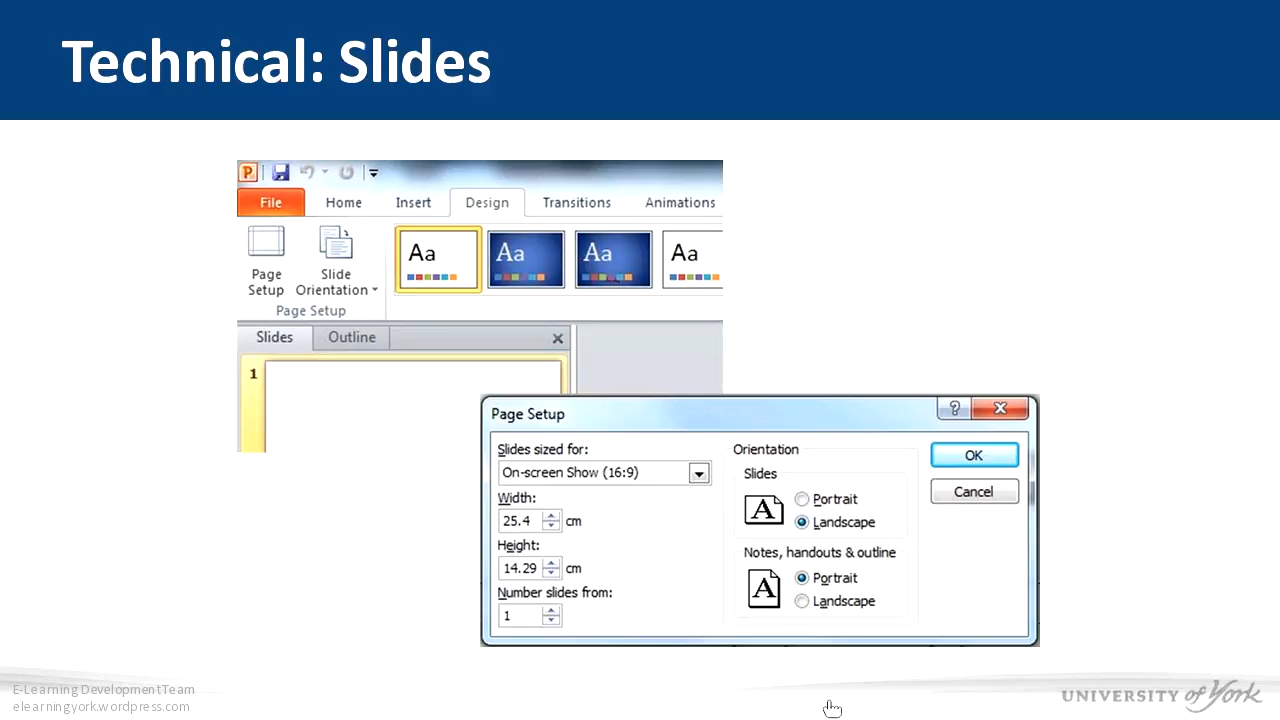 Technical: Slides
P
File Home Insert Design Transitions Animations
Aa Aa Aa Aa
Page Setup
Slide Orientation
Page Setup
Slides Outline
1
Page Setup
?
Slides sized for:
On-screen Show (16:9)
Width:
25.4 cm
Height:
14.29 cm
Number slides from:
1
Orientation
Slides
A
Portrait
Landscape
Notes, handouts & outline
A
Portrait
Landscape
OK
Cancel
E-Learning Development Team
elearningyork.wordpress.com
UNIVERSITY of York